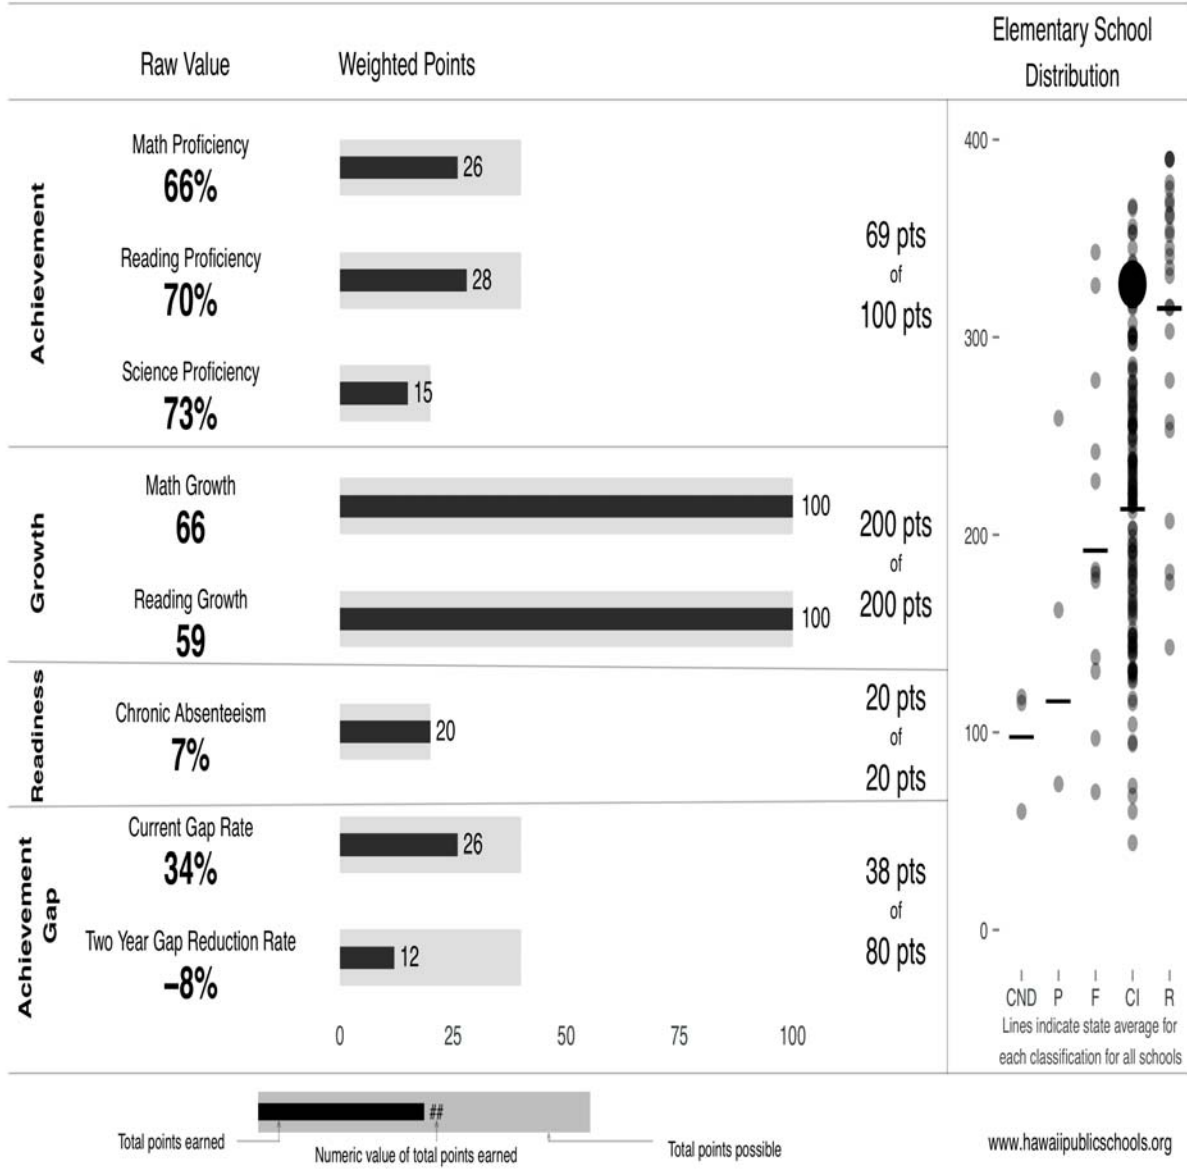 Raw Value
Weighted Points
Elementary School
Distribution
Achievement
Math Proficiency
66%
26
Reading Proficiency
70%
28
Science Proficiency
73%
15
69 pts
of
100 pts
Growth
Math Growth
66
100
Reading Growth
59
100
200 pts
of
200 pts
Readiness
Chronic Absenteeism
7%
20
20 pts
of
20 pts
Achievement
Gap
Current Gap Rate
34%
26
Two Year Gap Reduction Rate
–8%
12
38 pts
of
80 pts
0 25 50 75 100
400
300
200
100
0
CND P F CI R
Lines indicate state average for
each classification for all schools
##
Total points earned
Numeric value of total points earned
Total points possible
www.hawaiipublicschools.org